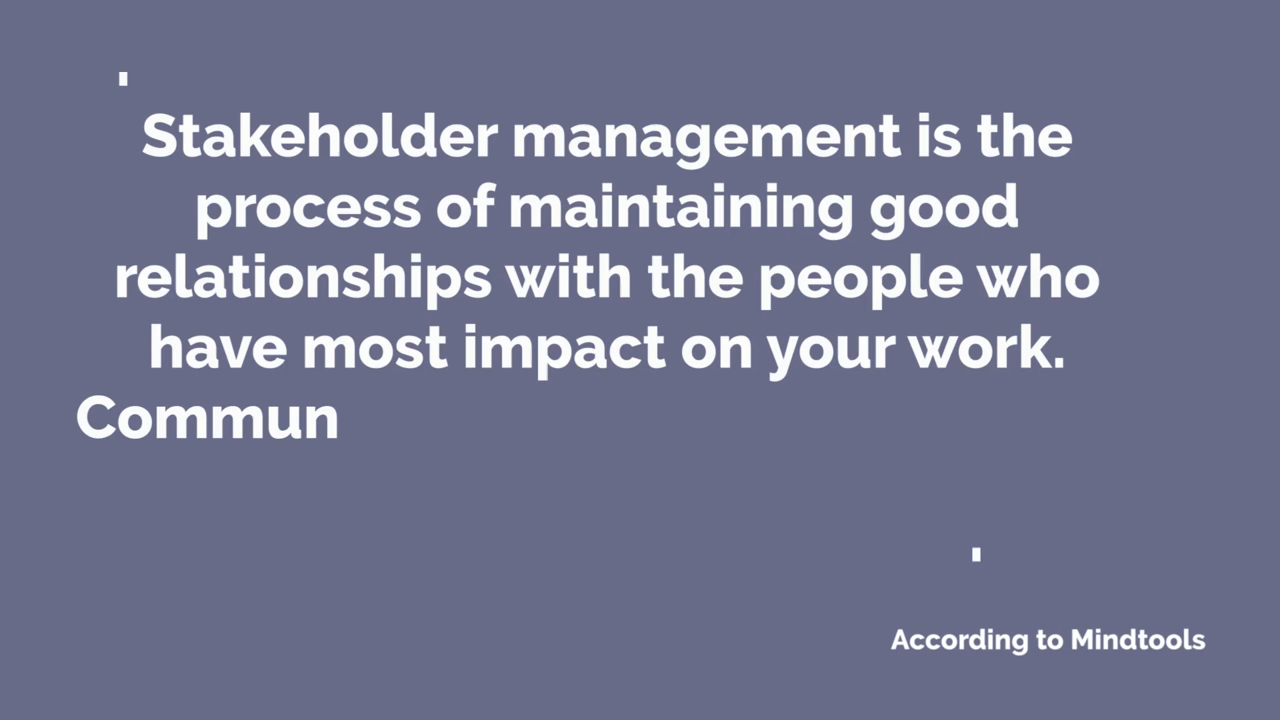 '
Stakeholder management is the
process of maintaining good
relationships with the people who
have most impact on your work.
Commun
'
According to Mindtools